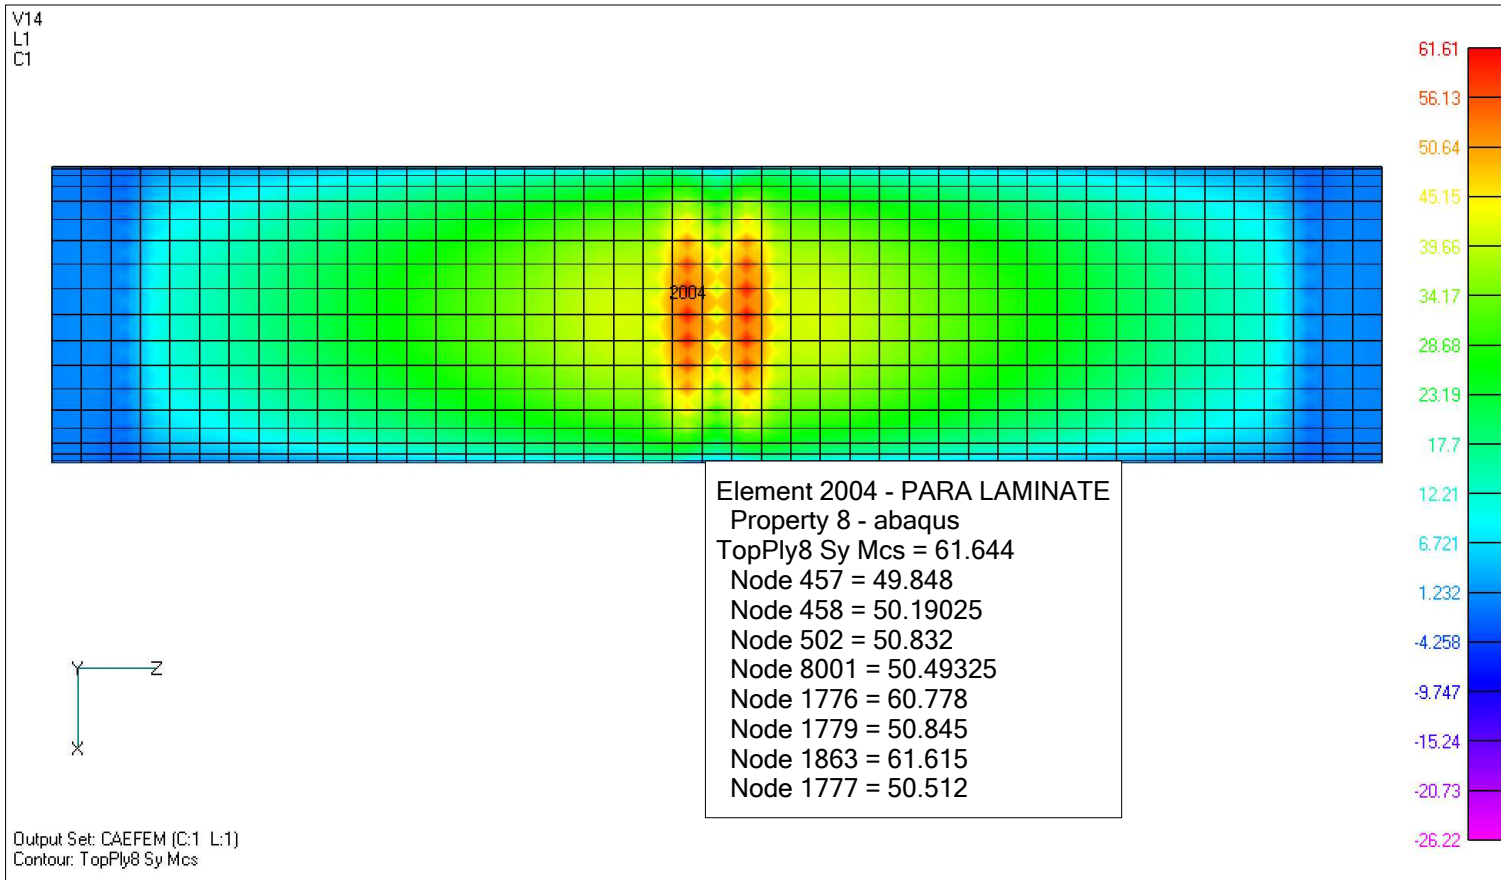 V14
L1
C1
61.61
56.13
50.64
45.15
39.66
34.17
28.68
23.19
17.7
12.21
6.721
1.232
-4.258
-9.747
-15.24
-20.73
-26.22
2004
Element 2004 - PARA LAMINATE
Property 8 - abaqus
TopPly8 Sy Mcs = 61.644
Node 457 = 49.848
Node 458 = 50.19025
Node 502 = 50.832
Node 8001 = 50.49325
Node 1776 = 60.778
Node 1779 = 50.845
Node 1863 = 61.615
Node 1777 = 50.512
Y
Z
X
Output Set: CAEFEM (C:1 L:1)
Contour: TopPly8 Sy Mcs